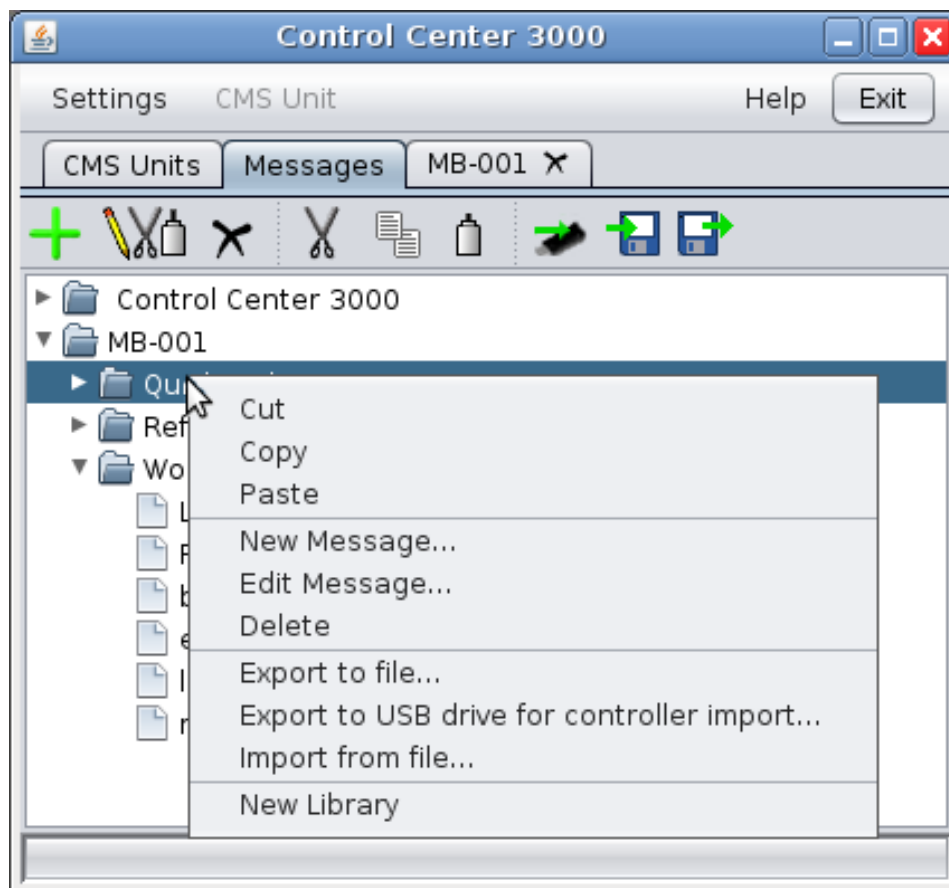 Control Center 3000
Settings CMS Unit Help Exit
CMS Units Messages MB-001
Control Center 3000
MB-001
Cut
Copy
Paste
New Message...
Edit Message...
Delete
Export to file...
Export to USB drive for controller import...
Import from file...
New Library